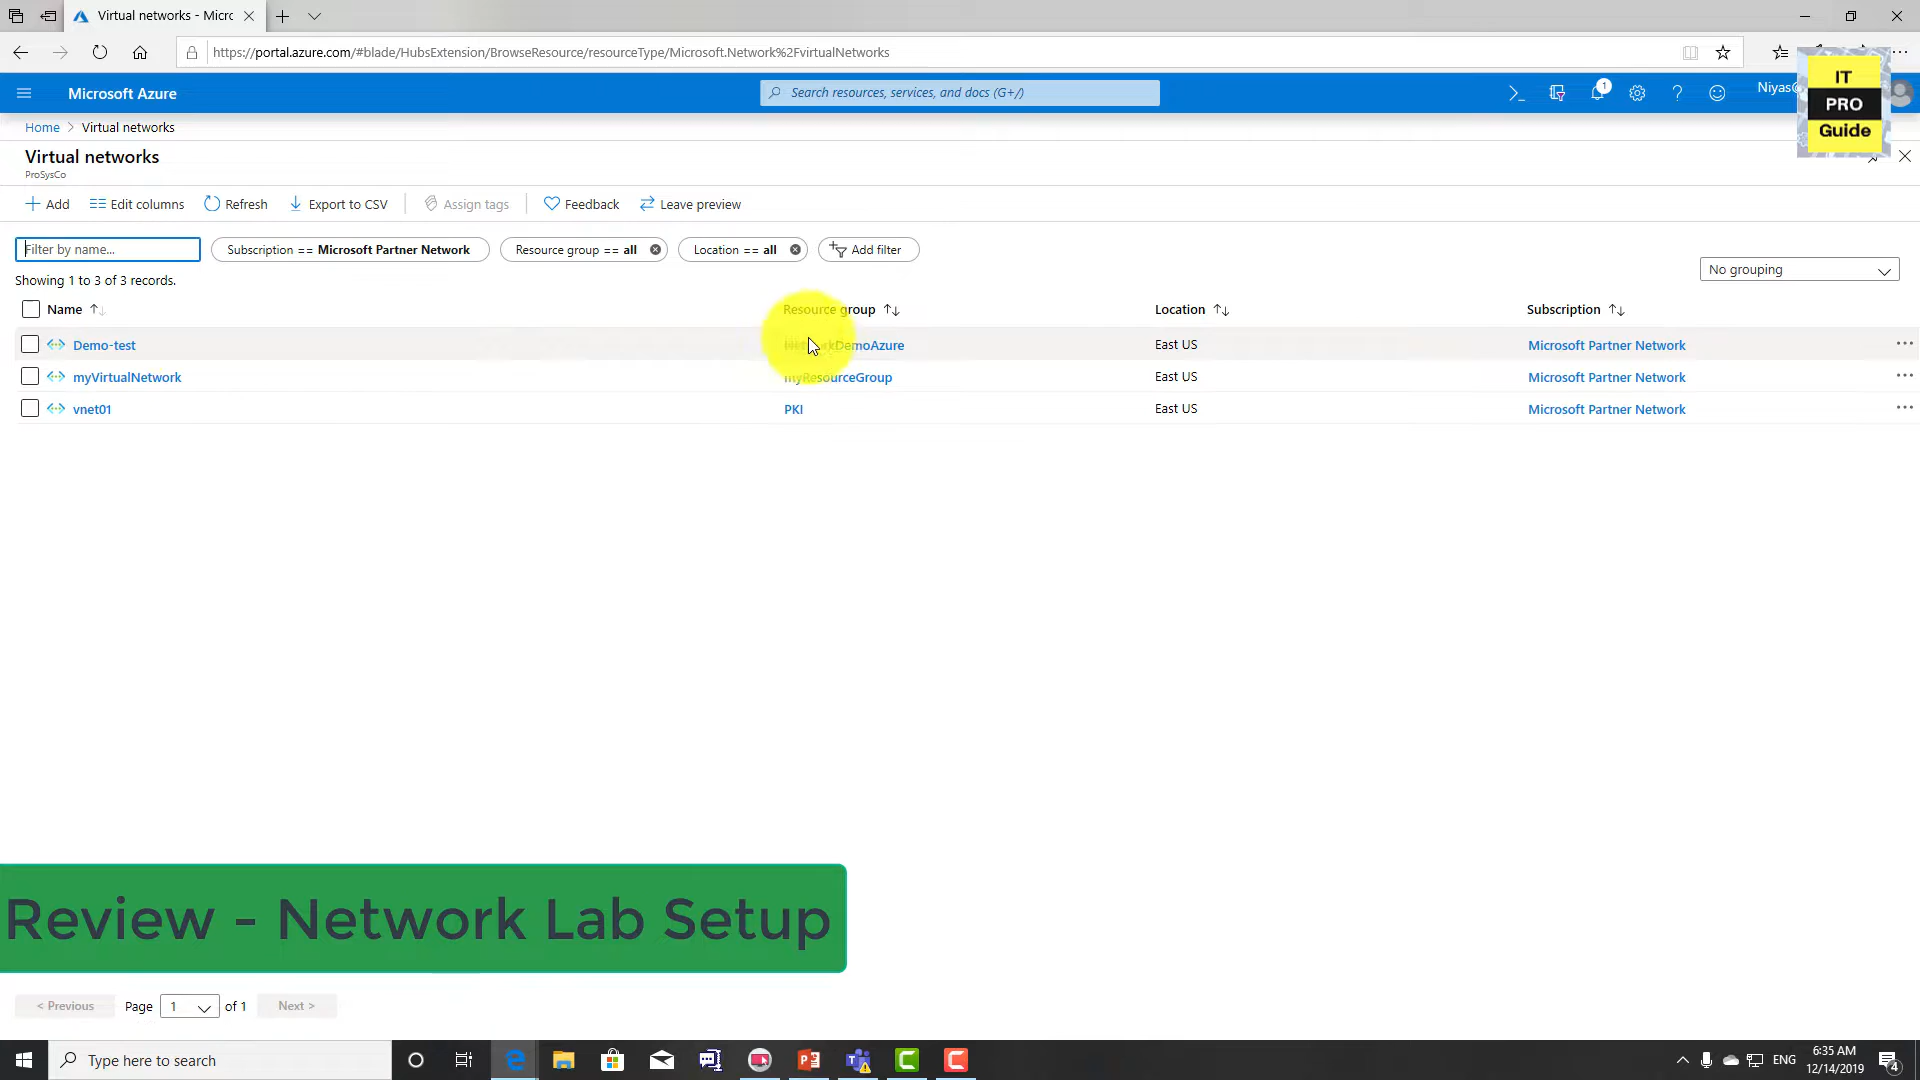 Virtual networks - Micrc
https://portal.azure.com/#blade/HubsExtension/BrowseResource/resourceType/Microsoft.Network%2FvirtualNetworks
Microsoft Azure
Search resources, services, and docs (G+/)
1
Niyas
IT
PRO
Guide
Home > Virtual networks
Virtual networks
ProSysCo
Add
Edit columns
Refresh
Export to CSV
Assign tags
Feedback
Leave preview
Filter by name...
Subscription == Microsoft Partner Network
Resource group == all
Location == all
Add filter
Showing 1 to 3 of 3 records.
No grouping
Name
Resource group
Location
Subscription
Demo-test
NetworkDemoAzure
East US
Microsoft Partner Network
myVirtualNetwork
myResourceGroup
East US
Microsoft Partner Network
vnet01
PKI
East US
Microsoft Partner Network
Review - Network Lab Setup
< Previous
Page
1
of 1
Next >
Type here to search
ENG
6:35 AM
12/14/2019
4